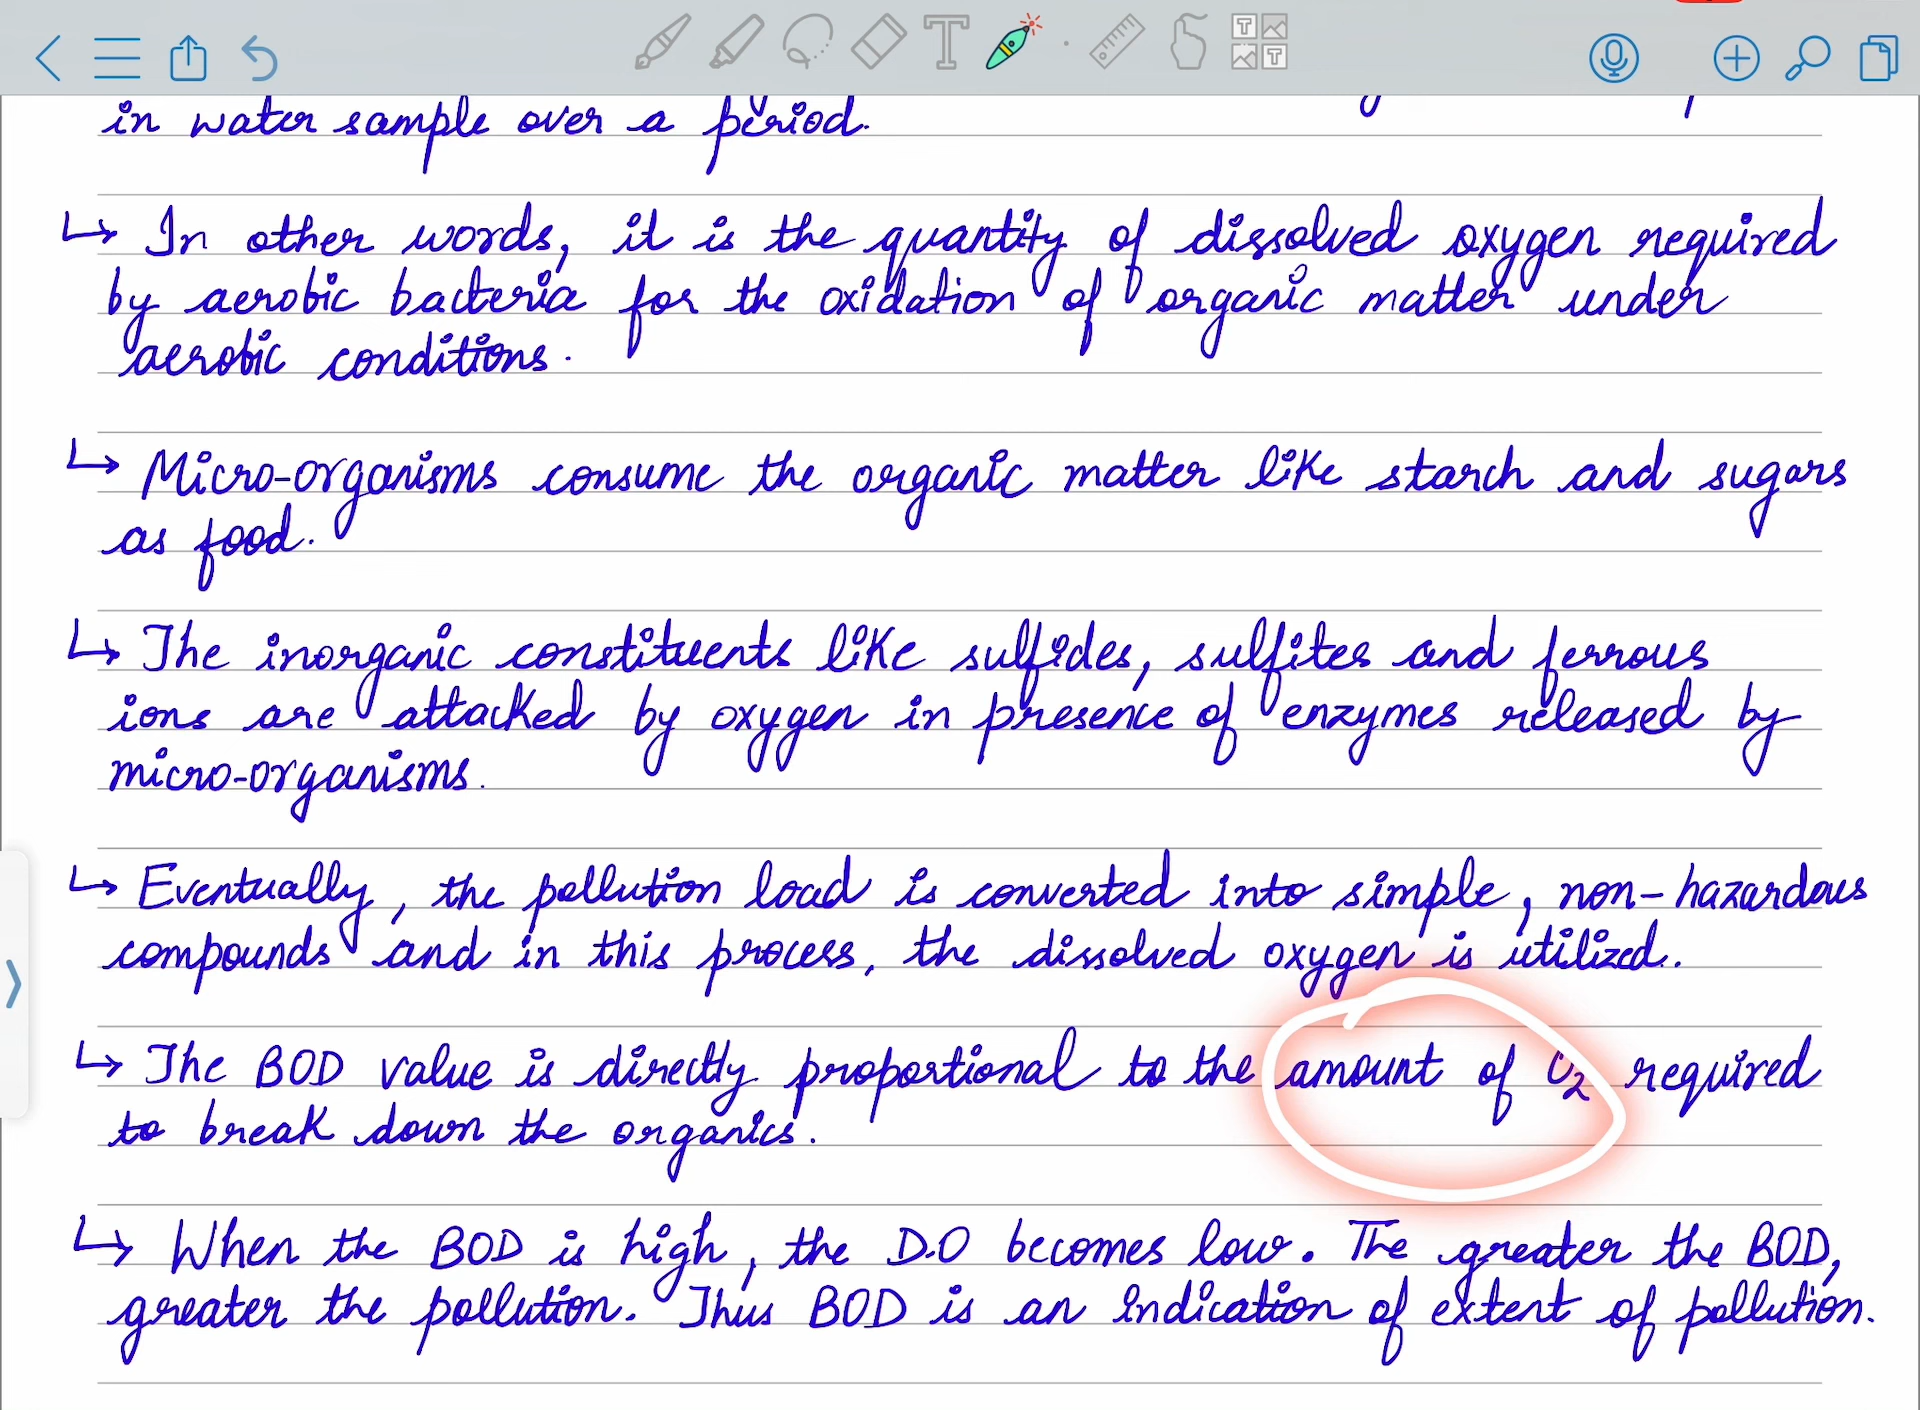 in water sample over a period.
↳ In other words, it is the quantity of dissolved oxygen required
by aerobic bacteria for the oxidation of organic matter under
aerobic conditions.
↳ Micro-organisms consume the organic matter like starch and sugars
as food.
↳ The inorganic constituents like sulfides, sulfites and ferrous
ions are attacked by oxygen in presence of enzymes released by
micro-organisms.
↳ Eventually, the pollution load is converted into simple, non-hazardous
compounds and in this process, the dissolved oxygen is utilized.
↳ The BOD value is directly proportional to the amount of O2 required
to break down the organics.
↳ When the BOD is high, the D.O becomes low. The greater the BOD,
greater the pollution. Thus BOD is an indication of extent of pollution.